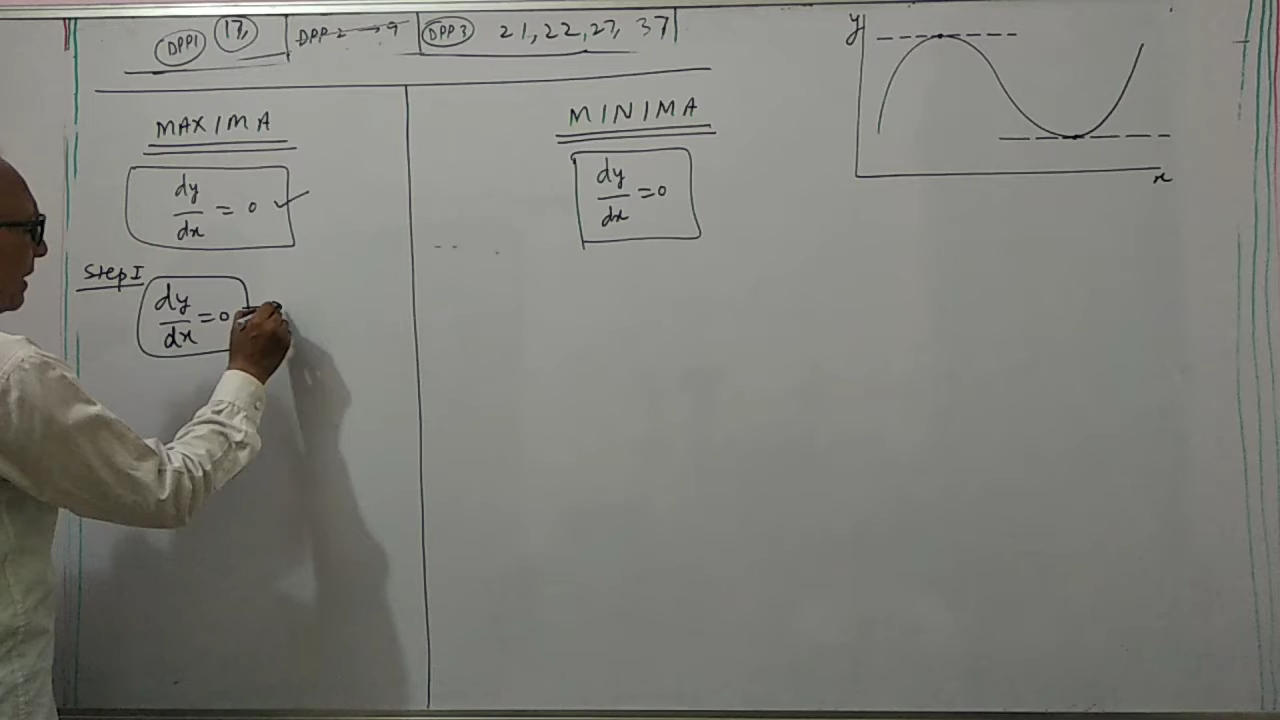 DPP1 17, DPP 2 → 9 DPP 3 21, 22, 27, 37
MAXIMA
dy/dx = 0 ✓
Step I
dy/dx = 0
MINIMA
dy/dx = 0
y
x